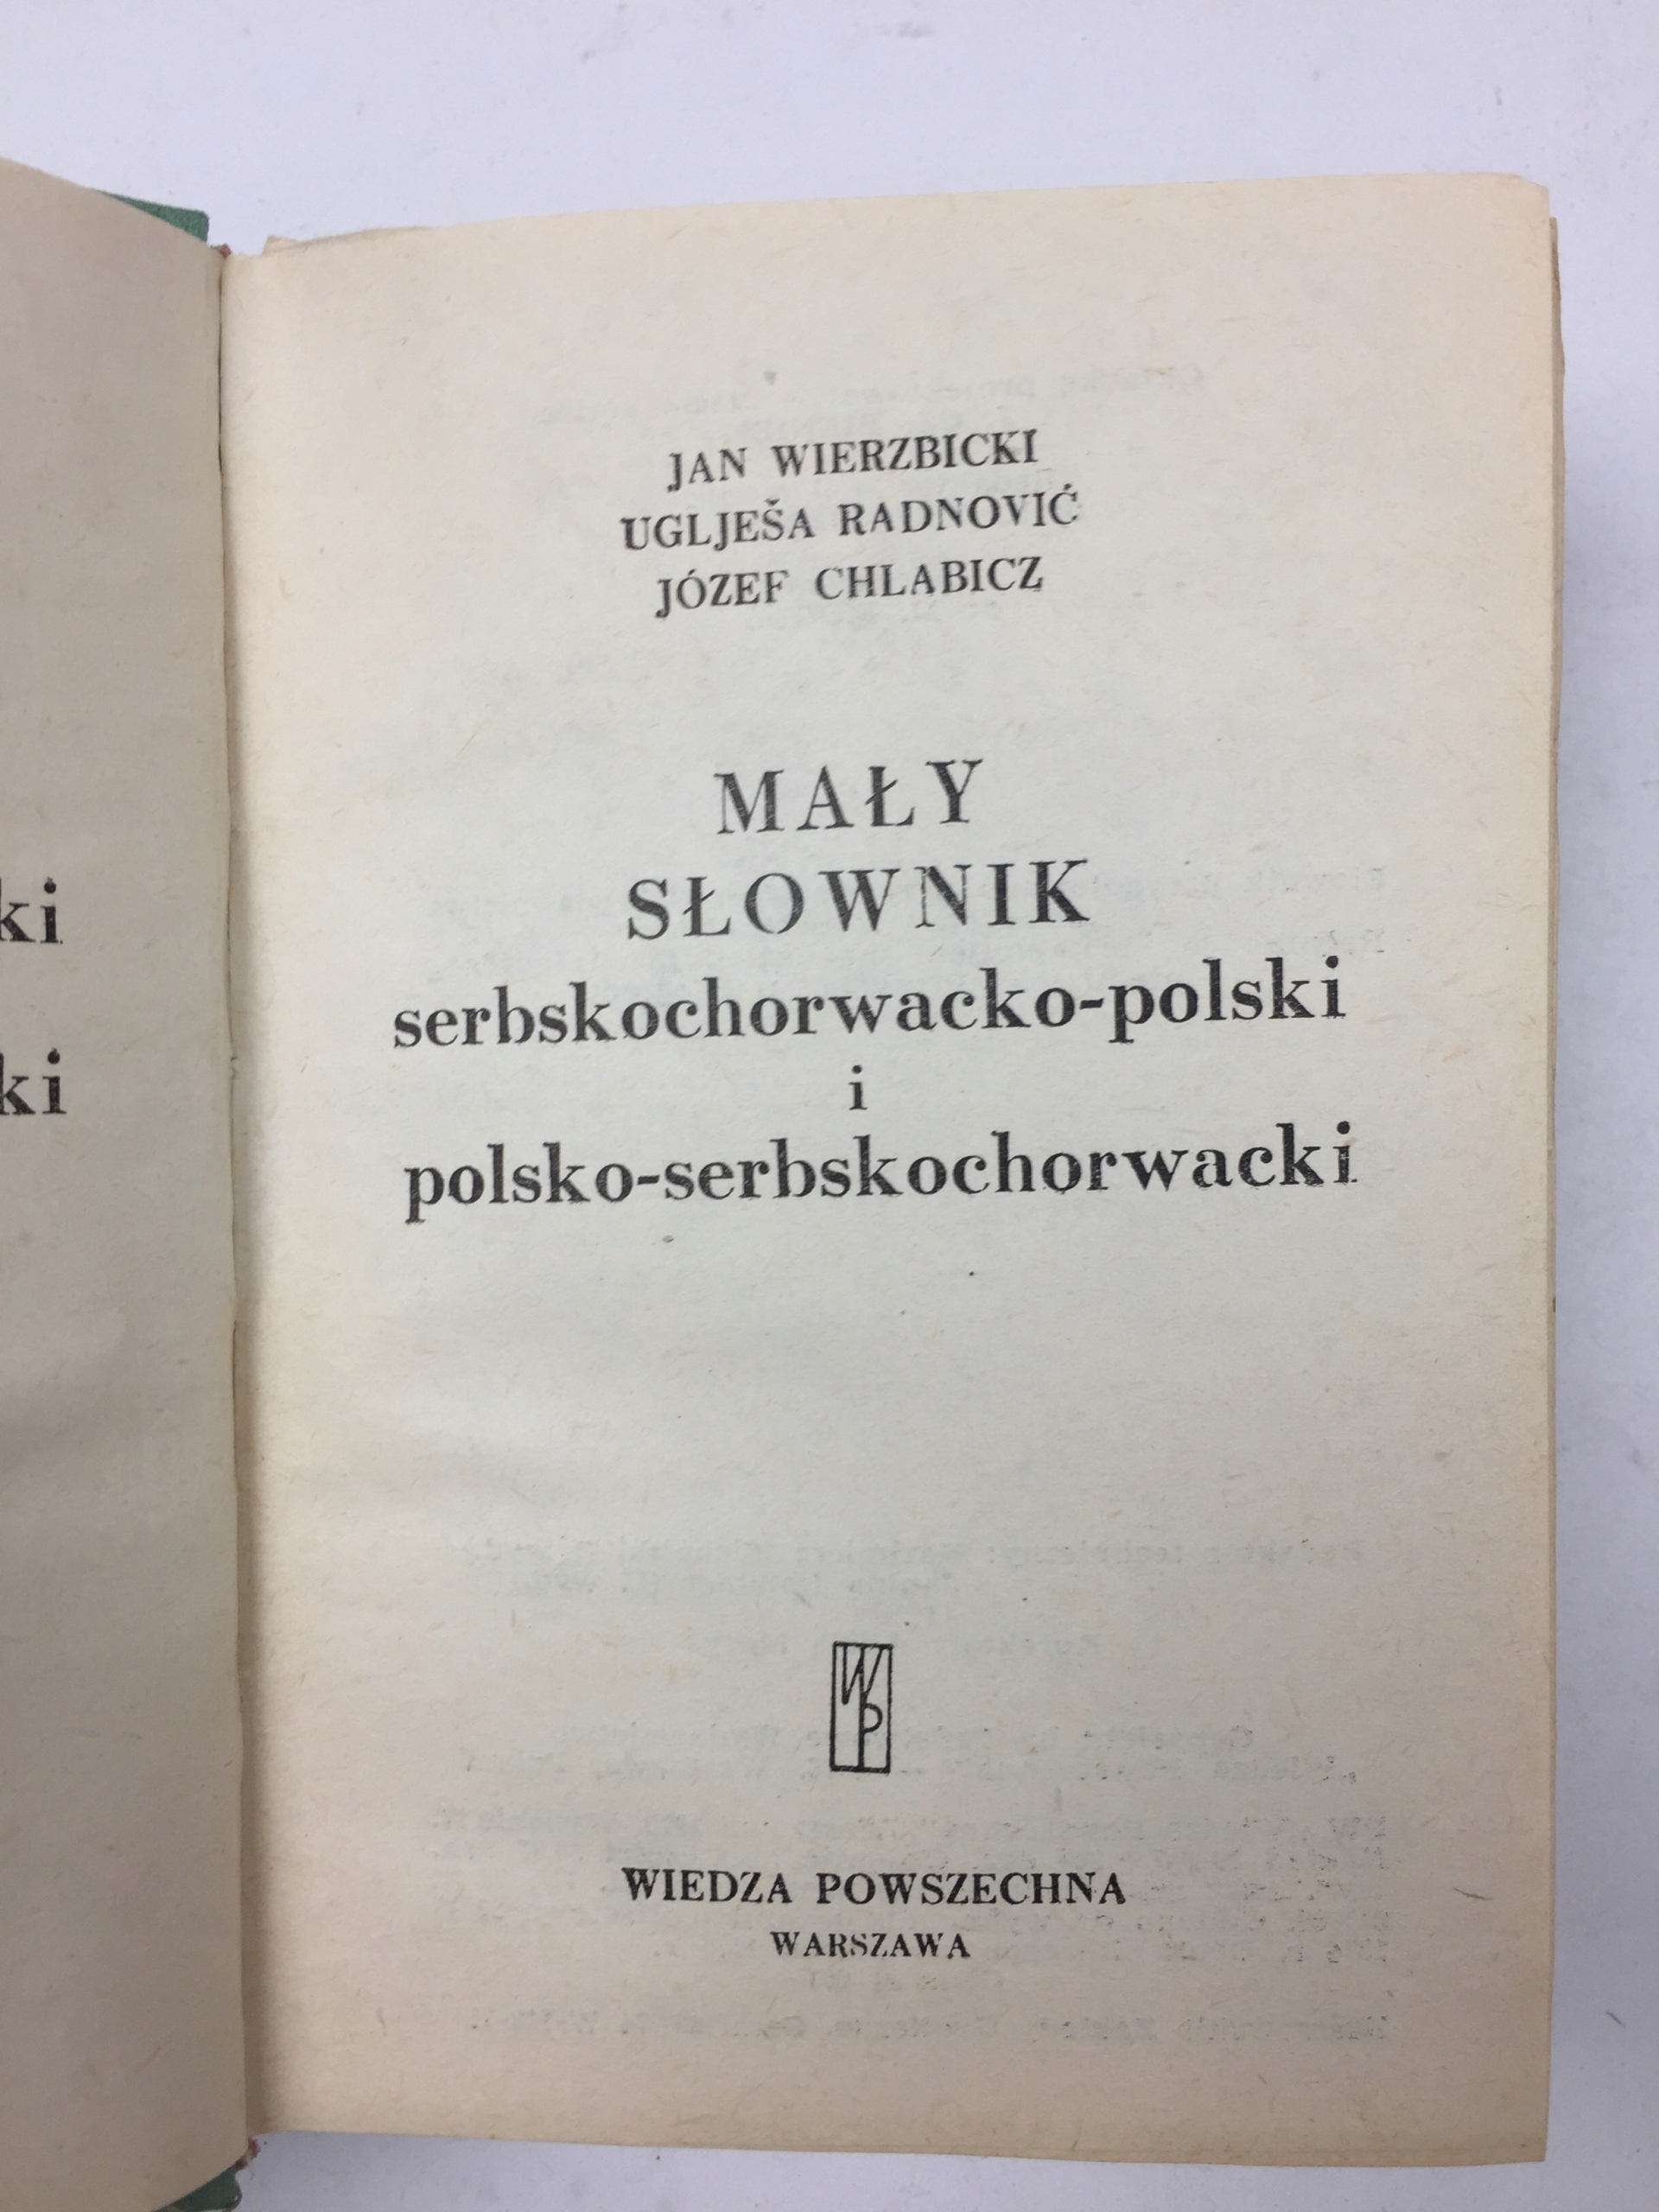 ki
ki
JAN WIERZBICKI
UGLJEŠA RADNOVIĆ
JÓZEF CHLABICZ
MAŁY
SŁOWNIK
serbskochorwacko-polski
i
polsko-serbskochorwacki
WP
WIEDZA POWSZECHNA
WARSZAWA